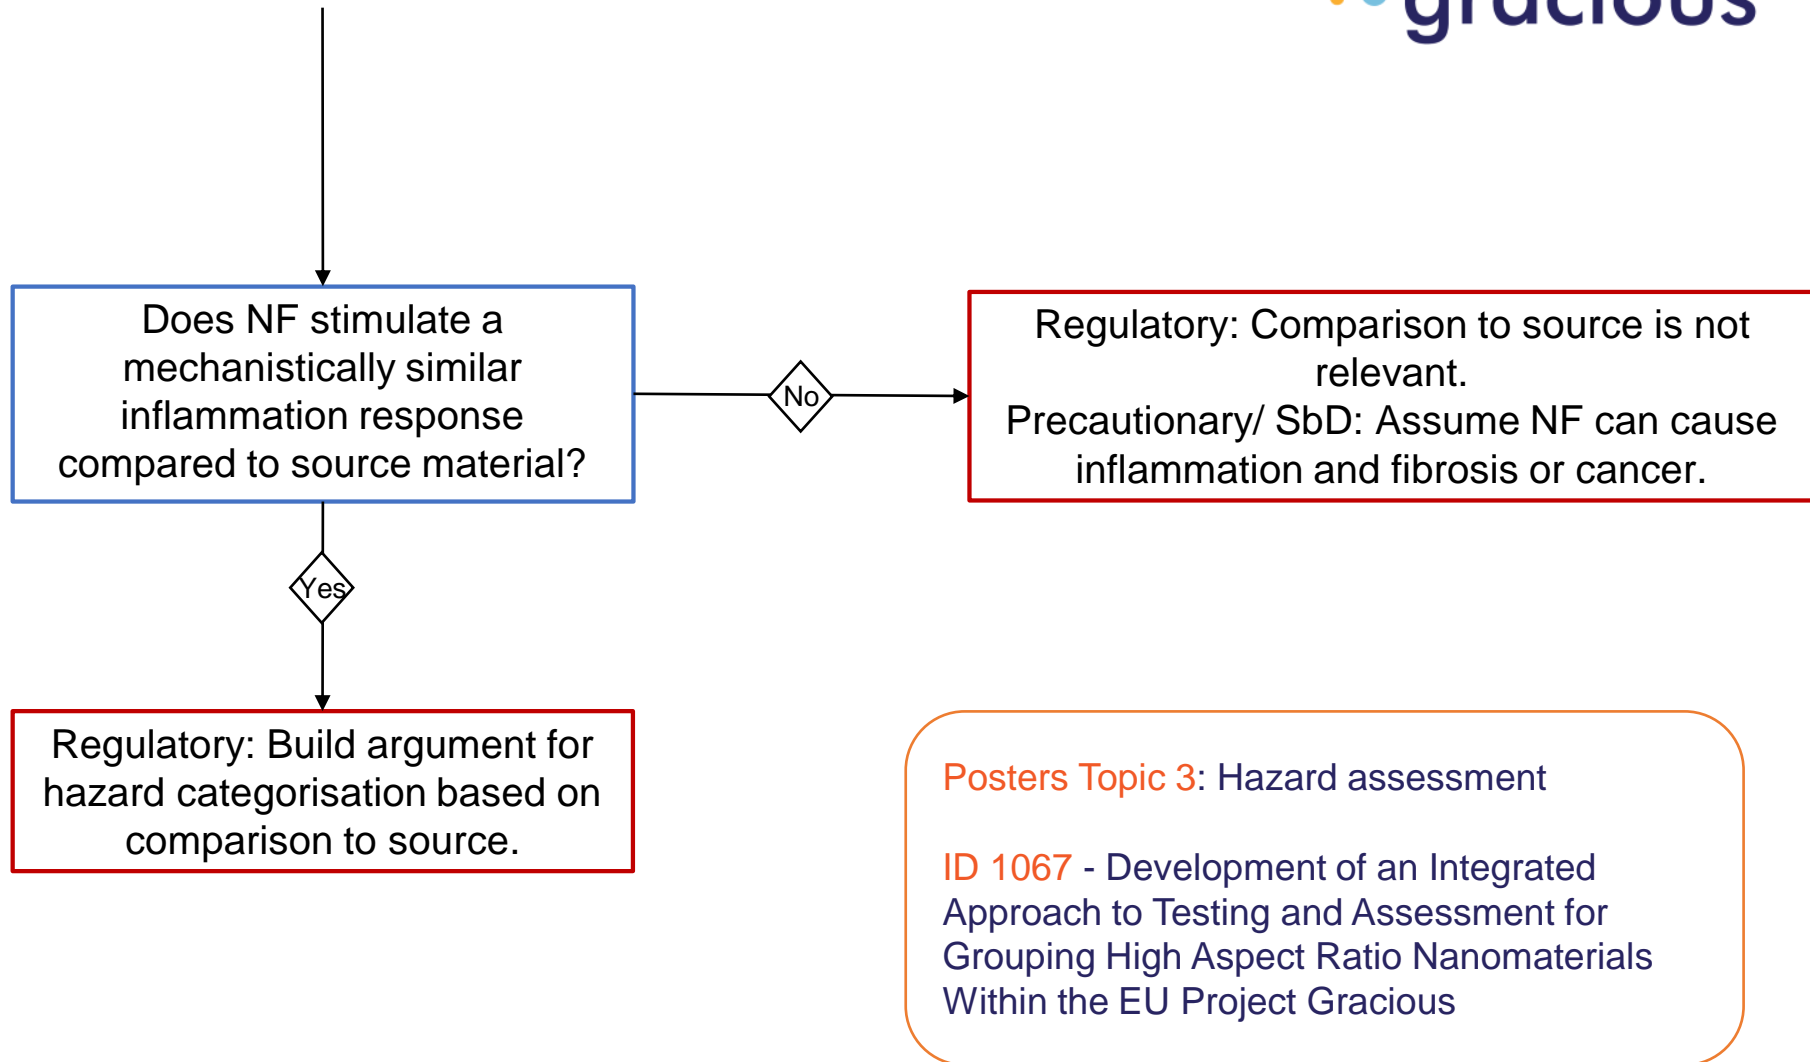 gracious
Does NF stimulate a
mechanistically similar
inflammation response
compared to source material?
No
Regulatory: Comparison to source is not
relevant.
Precautionary/ SbD: Assume NF can cause
inflammation and fibrosis or cancer.
Yes
Regulatory: Build argument for
hazard categorisation based on
comparison to source.
Posters Topic 3: Hazard assessment
ID 1067 - Development of an Integrated
Approach to Testing and Assessment for
Grouping High Aspect Ratio Nanomaterials
Within the EU Project Gracious